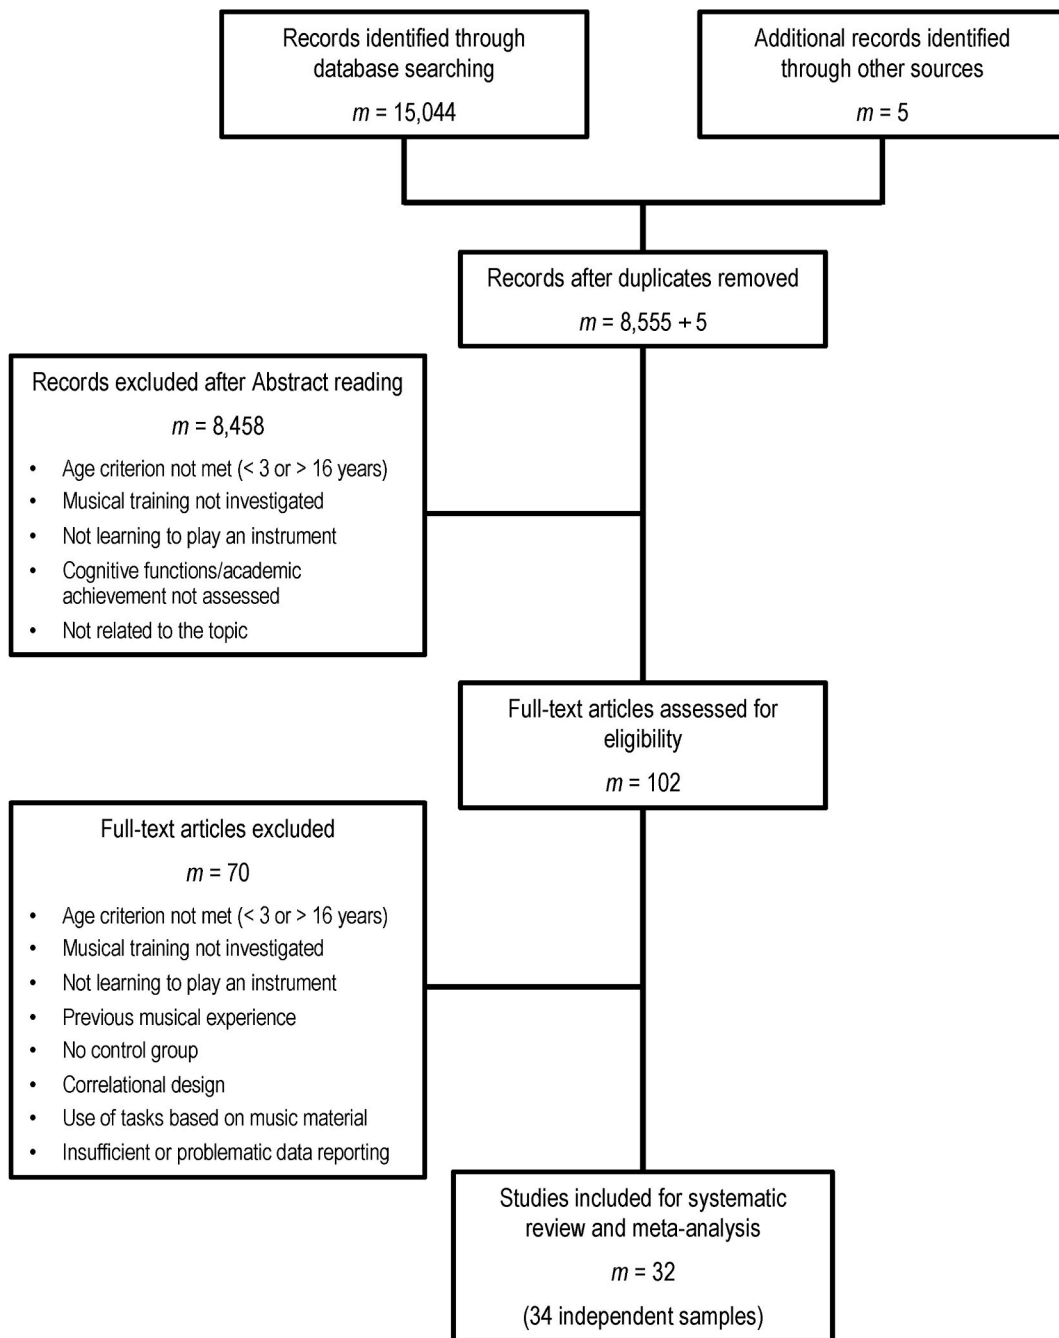 Records identified through
database searching
m = 15,044
Additional records identified
through other sources
m = 5
Records after duplicates removed
m = 8,555 + 5
Records excluded after Abstract reading
m = 8,458
• Age criterion not met (< 3 or > 16 years)
• Musical training not investigated
• Not learning to play an instrument
• Cognitive functions/academic
achievement not assessed
• Not related to the topic
Full-text articles assessed for
eligibility
m = 102
Full-text articles excluded
m = 70
• Age criterion not met (< 3 or > 16 years)
• Musical training not investigated
• Not learning to play an instrument
• Previous musical experience
• No control group
• Correlational design
• Use of tasks based on music material
• Insufficient or problematic data reporting
Studies included for systematic
review and meta-analysis
m = 32
(34 independent samples)